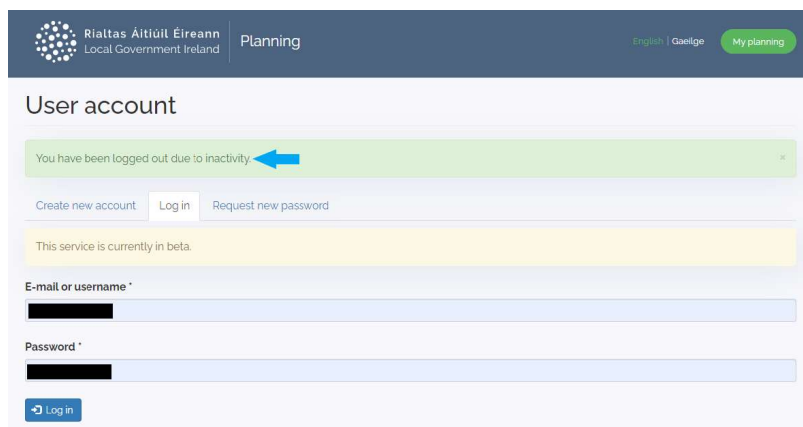 Rialtas Áitiúil Éireann
Local Government Ireland
Planning
English | Gaeilge
My planning
User account
You have been logged out due to inactivity.
×
Create new account
Log in
Request new password
This service is currently in beta.
E-mail or username *
Password *
Log in